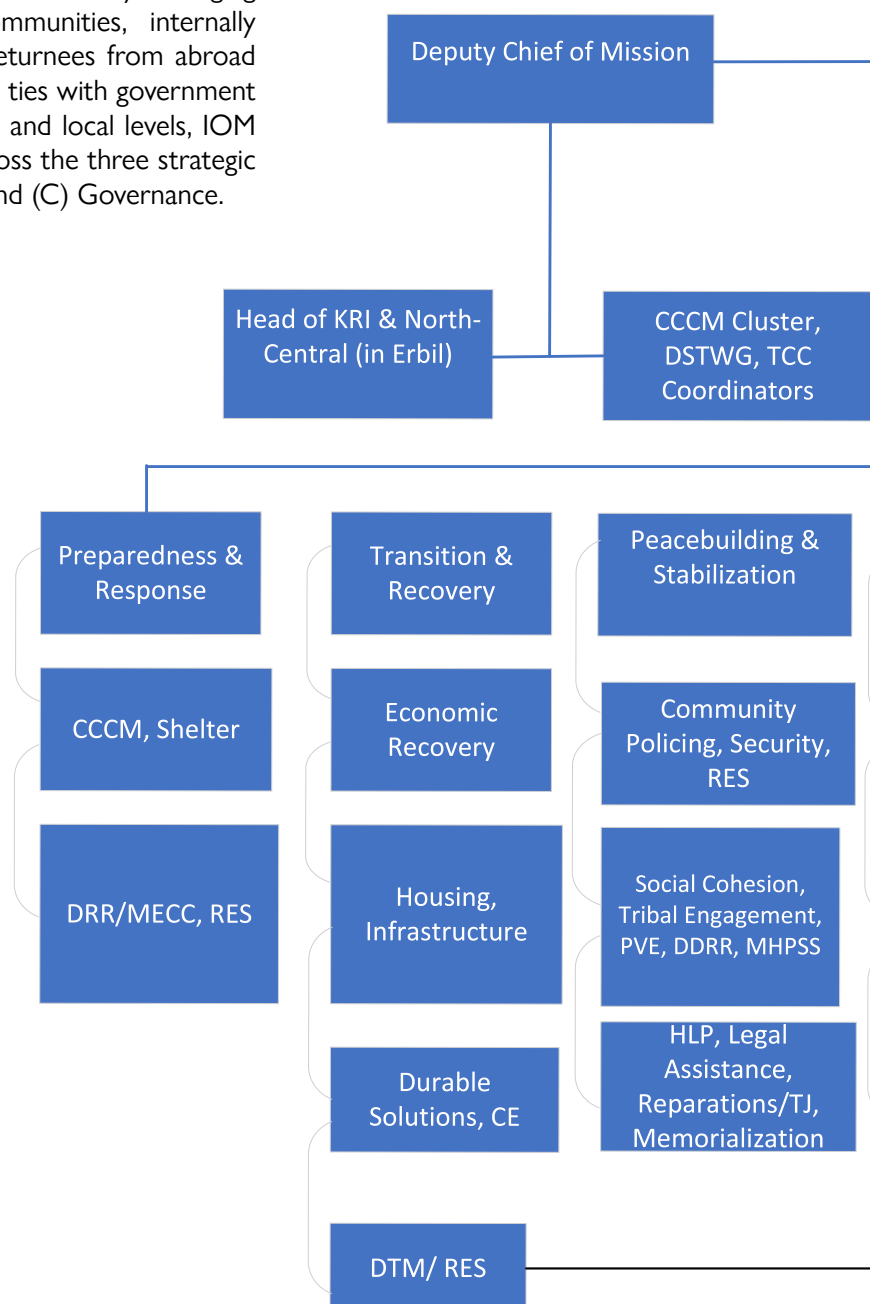 mmunities, internally
eturnees from abroad
ties with government
and local levels, IOM
oss the three strategic
nd (C) Governance.
Deputy Chief of Mission
Head of KRI & North-
Central (in Erbil)
CCCM Cluster,
DSTWG, TCC
Coordinators
Preparedness &
Response
CCCM, Shelter
DRR/MECC, RES
Transition &
Recovery
Economic
Recovery
Housing,
Infrastructure
Durable
Solutions, CE
DTM/ RES
Peacebuilding &
Stabilization
Community
Policing, Security,
RES
Social Cohesion,
Tribal Engagement,
PVE, DDRR, MHPSS
HLP, Legal
Assistance,
Reparations/TJ,
Memorialization